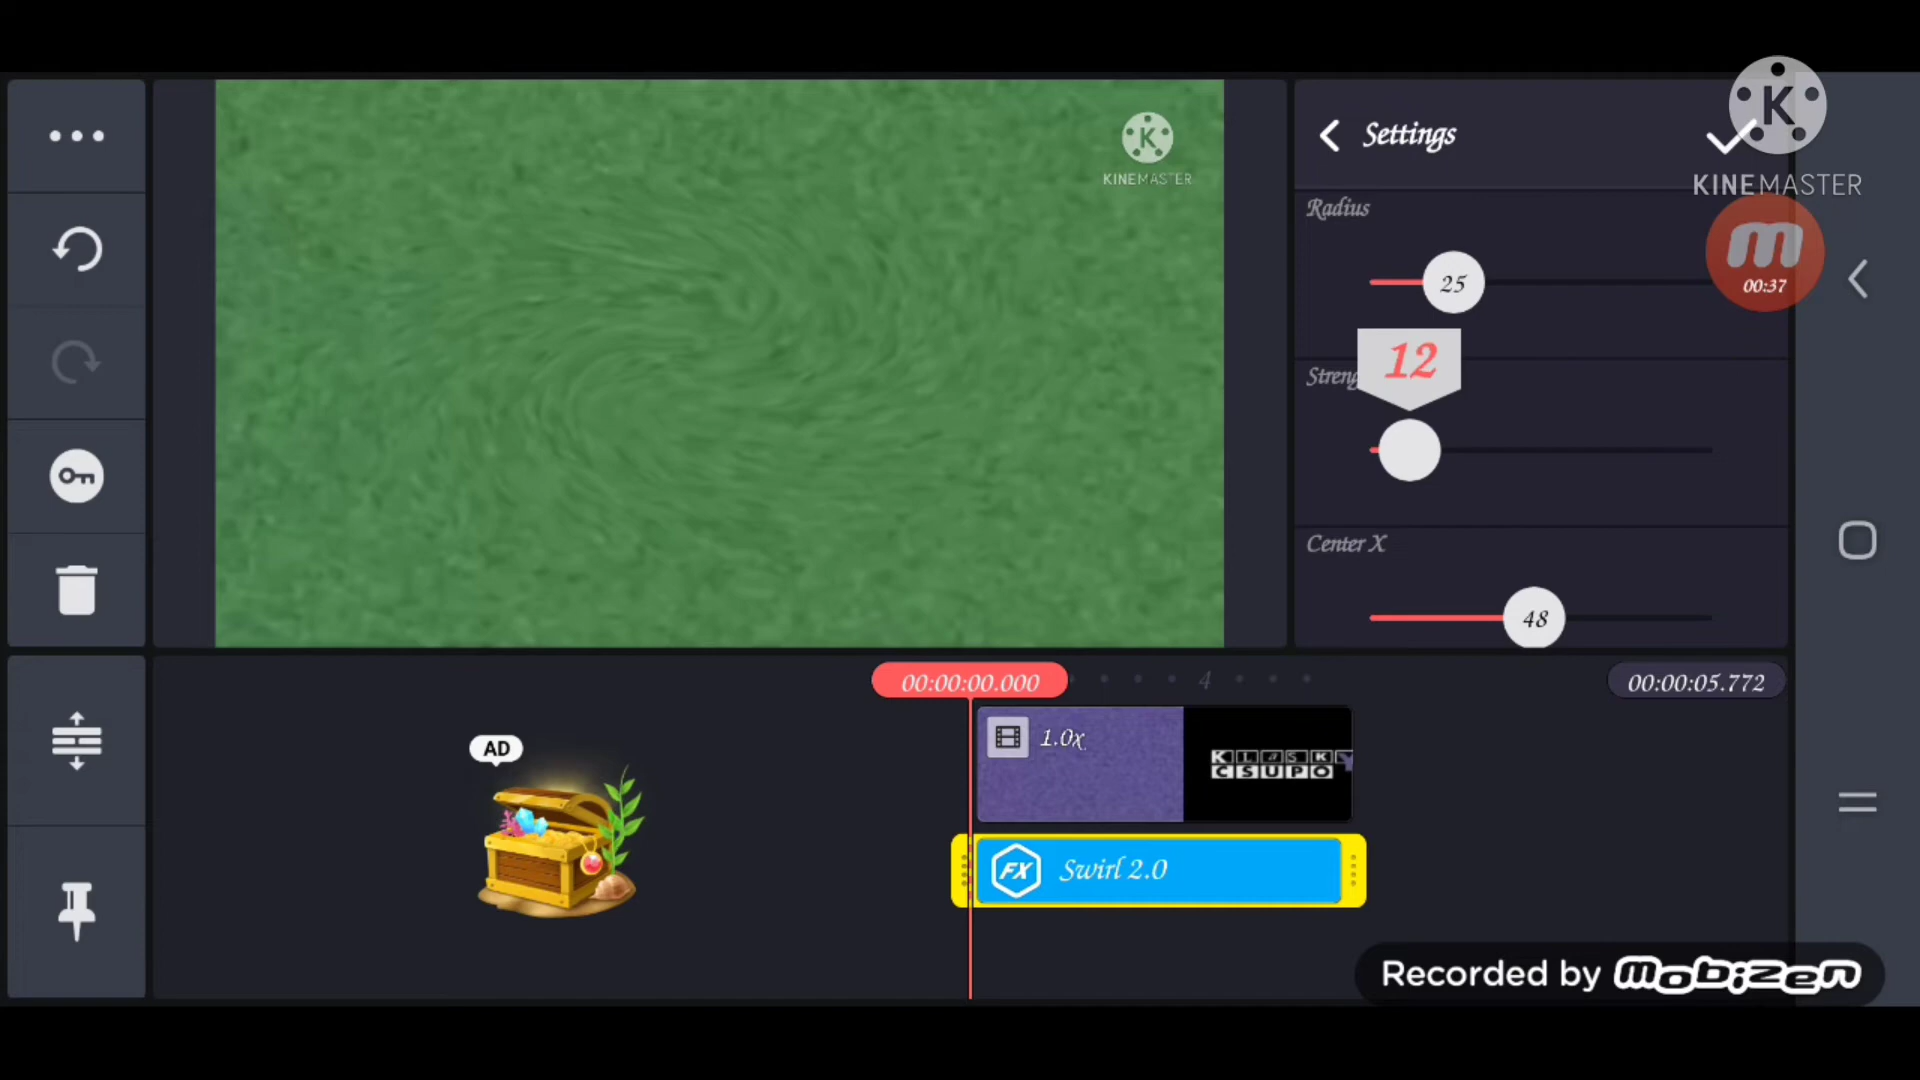 K
KINEMASTER
Settings
K
KINEMASTER
Radius
25
m
00:37
12
Streng
Center X
48
00:00:00.000
4
00:00:05.772
AD
1.0x
KLASKY
CSUPO
FX
Swirl 2.0
Recorded by mobizen